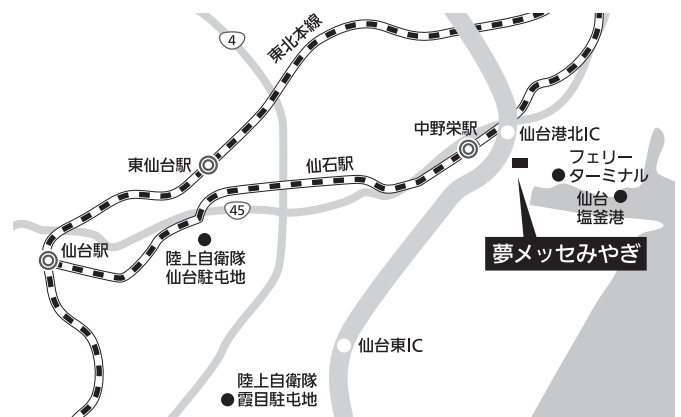 4
東北本線
中野栄駅
仙台港北IC
東仙台駅
仙石駅
フェリー
ターミナル
仙台
塩釜港
45
仙台駅
陸上自衛隊
仙台駐屯地
夢メッセみやぎ
仙台東IC
陸上自衛隊
霞目駐屯地